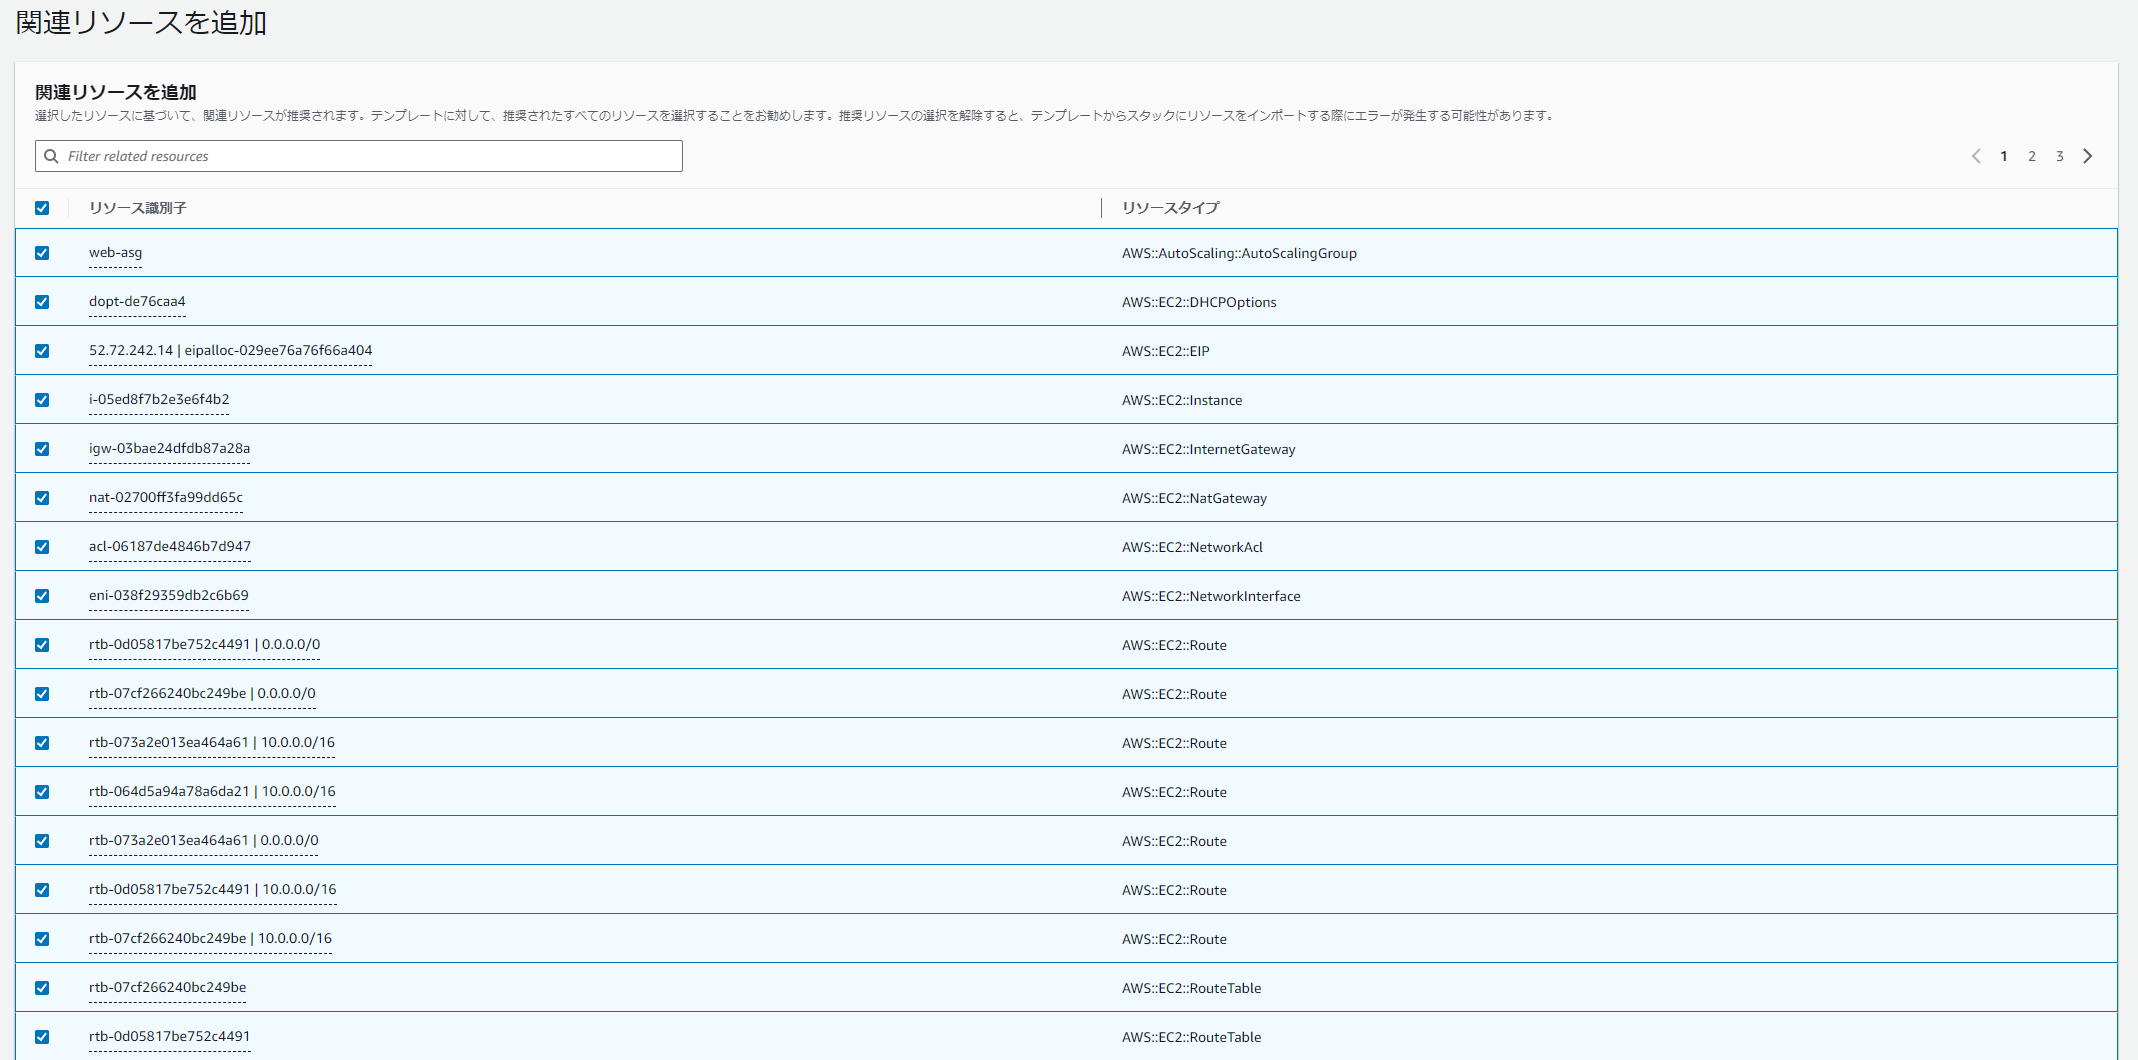 関連リソースを追加
関連リソースを追加
選択したリソースに基づいて、関連リソースが推奨されます。テンプレートに対して、推奨されたすべてのリソースを選択することをお勧めします。推奨リソースの選択を解除すると、テンプレートからスタックにリソースをインポートする際にエラーが発生する可能性があります。
Filter related resources
1 2 3
リソース識別子 リソースタイプ
web-asg AWS::AutoScaling::AutoScalingGroup
dopt-de76caa4 AWS::EC2::DHCPOptions
52.72.242.14 | eipalloc-029ee76a76f66a404 AWS::EC2::EIP
i-05ed8f7b2e3e6f4b2 AWS::EC2::Instance
igw-03bae24dfdb87a28a AWS::EC2::InternetGateway
nat-02700ff3fa99dd65c AWS::EC2::NatGateway
acl-06187de4846b7d947 AWS::EC2::NetworkAcl
eni-038f29359db2c6b69 AWS::EC2::NetworkInterface
rtb-0d05817be752c4491 | 0.0.0.0/0 AWS::EC2::Route
rtb-07cf266240bc249be | 0.0.0.0/0 AWS::EC2::Route
rtb-073a2e013ea464a61 | 10.0.0.0/16 AWS::EC2::Route
rtb-064d5a94a78a6da21 | 10.0.0.0/16 AWS::EC2::Route
rtb-073a2e013ea464a61 | 0.0.0.0/0 AWS::EC2::Route
rtb-0d05817be752c4491 | 10.0.0.0/16 AWS::EC2::Route
rtb-07cf266240bc249be | 10.0.0.0/16 AWS::EC2::Route
rtb-07cf266240bc249be AWS::EC2::RouteTable
rtb-0d05817be752c4491 AWS::EC2::RouteTable